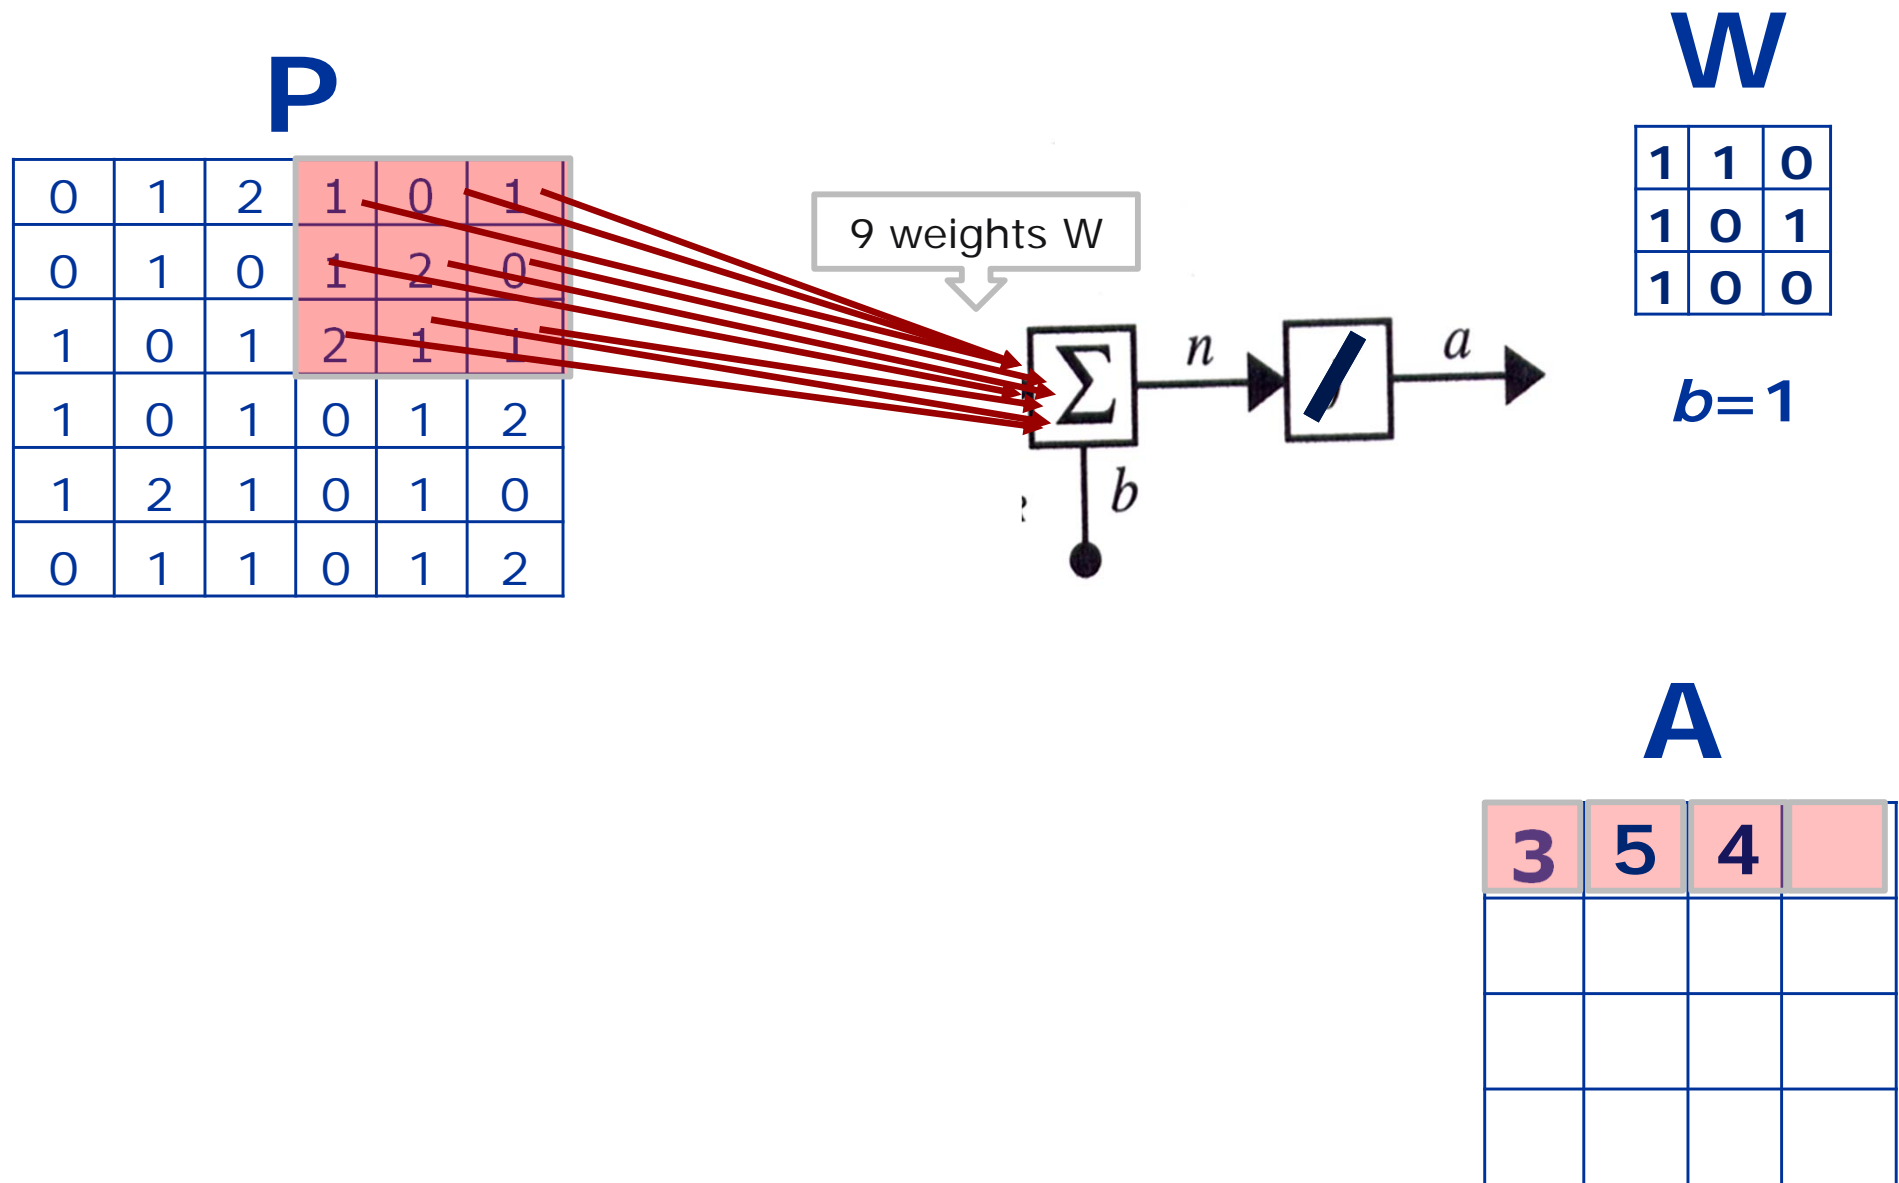 P
0 1 2 1 0 1
0 1 0 1 2 0
1 0 1 2 1 1
1 0 1 0 1 2
1 2 1 0 1 0
0 1 1 0 1 2
9 weights W
Σ
n
a
b
W
1 1 0
1 0 1
1 0 0
b=1
A
3 5 4